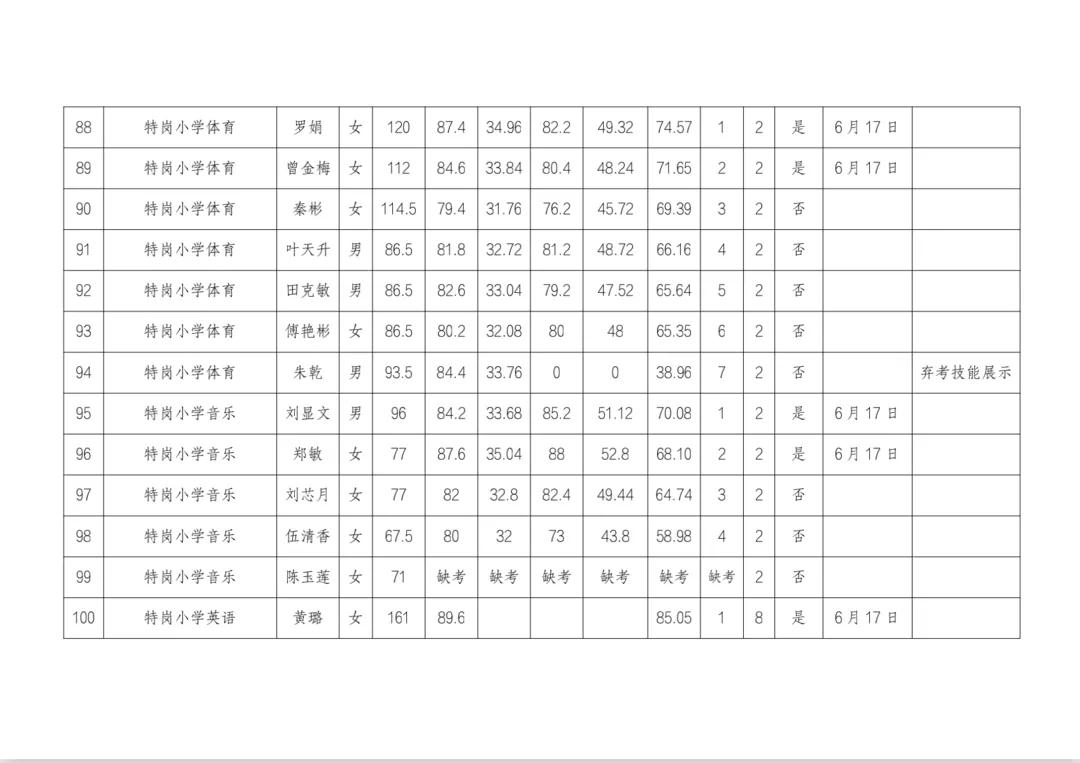 88 特岗小学体育 罗娟 女 120 87.4 34.96 82.2 49.32 74.57 1 2 是 6月17日
89 特岗小学体育 曾金梅 女 112 84.6 33.84 80.4 48.24 71.65 2 2 是 6月17日
90 特岗小学体育 秦彬 女 114.5 79.4 31.76 76.2 45.72 69.39 3 2 否
91 特岗小学体育 叶天升 男 86.5 81.8 32.72 81.2 48.72 66.16 4 2 否
92 特岗小学体育 田克敏 男 86.5 82.6 33.04 79.2 47.52 65.64 5 2 否
93 特岗小学体育 傅艳彬 女 86.5 80.2 32.08 80 48 65.35 6 2 否
94 特岗小学体育 朱乾 男 93.5 84.4 33.76 0 0 38.96 7 2 否 弃考技能展示
95 特岗小学音乐 刘显文 男 96 84.2 33.68 85.2 51.12 70.08 1 2 是 6月17日
96 特岗小学音乐 郑敏 女 77 87.6 35.04 88 52.8 68.10 2 2 是 6月17日
97 特岗小学音乐 刘芯月 女 77 82 32.8 82.4 49.44 64.74 3 2 否
98 特岗小学音乐 伍清香 女 67.5 80 32 73 43.8 58.98 4 2 否
99 特岗小学音乐 陈玉莲 女 71 缺考 缺考 缺考 缺考 缺考 缺考 2 否
100 特岗小学英语 黄璐 女 161 89.6 85.05 1 8 是 6月17日